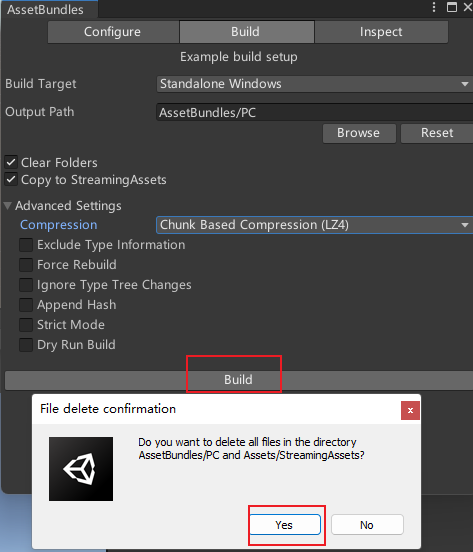 AssetBundles
Configure Build Inspect
Example build setup
Build Target Standalone Windows
Output Path AssetBundles/PC
Browse Reset
Clear Folders
Copy to StreamingAssets
Advanced Settings
Compression Chunk Based Compression (LZ4)
Exclude Type Information
Force Rebuild
Ignore Type Tree Changes
Append Hash
Strict Mode
Dry Run Build
Build
File delete confirmation
Do you want to delete all files in the directory
AssetBundles/PC and Assets/StreamingAssets?
Yes No